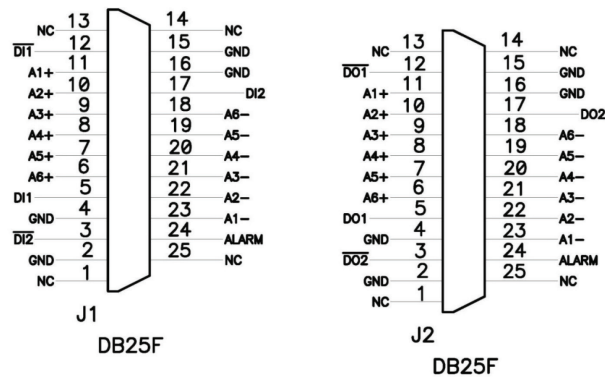 NC 13 14 NC
D̅I̅1̅ 12 15 GND
A1+ 11 16 GND
A2+ 10 17 DI2
A3+ 9 18 A6−
A4+ 8 19 A5−
A5+ 7 20 A4−
A6+ 6 21 A3−
DI1 5 22 A2−
GND 4 23 A1−
D̅I̅2̅ 3 24 ALARM
GND 2 25 NC
NC 1
J1
DB25F
NC 13 14 NC
D̅O̅1̅ 12 15 GND
A1+ 11 16 GND
A2+ 10 17 DO2
A3+ 9 18 A6−
A4+ 8 19 A5−
A5+ 7 20 A4−
A6+ 6 21 A3−
DO1 5 22 A2−
GND 4 23 A1−
D̅O̅2̅ 3 24 ALARM
GND 2 25 NC
NC 1
J2
DB25F